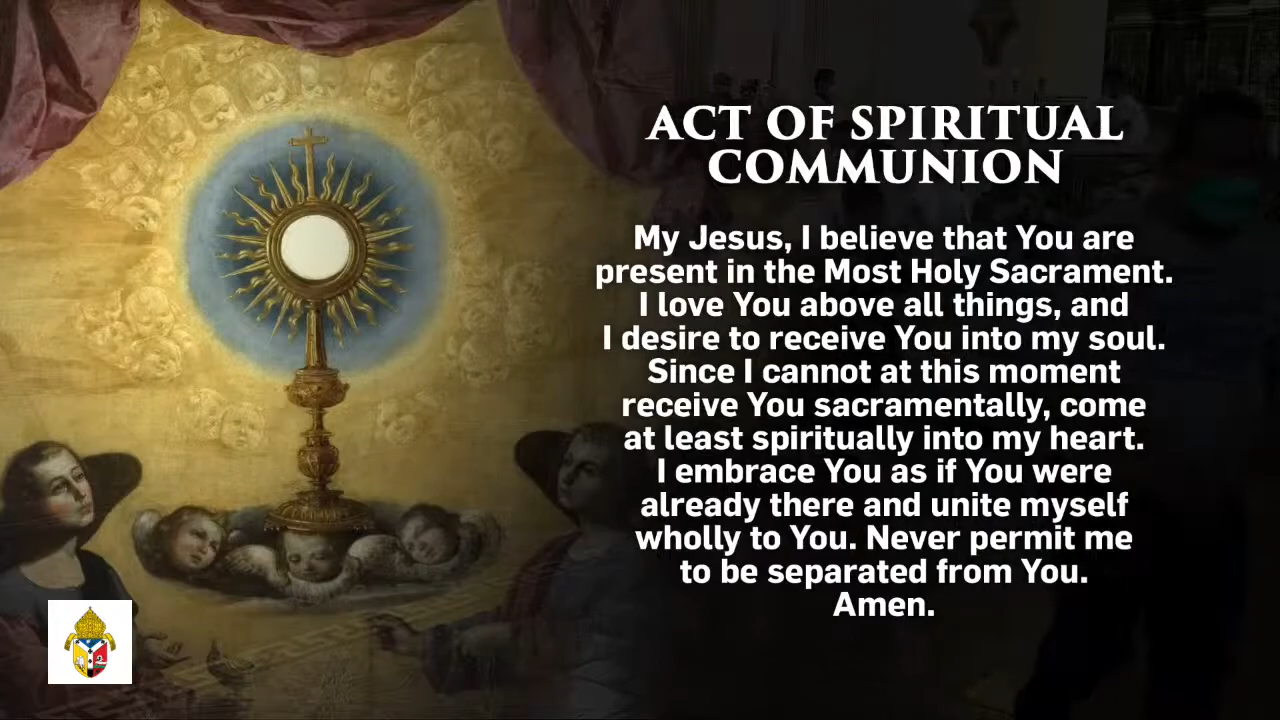 ACT OF SPIRITUAL
COMMUNION
My Jesus, I believe that You are
present in the Most Holy Sacrament.
I love You above all things, and
I desire to receive You into my soul.
Since I cannot at this moment
receive You sacramentally, come
at least spiritually into my heart.
I embrace You as if You were
already there and unite myself
wholly to You. Never permit me
to be separated from You.
Amen.